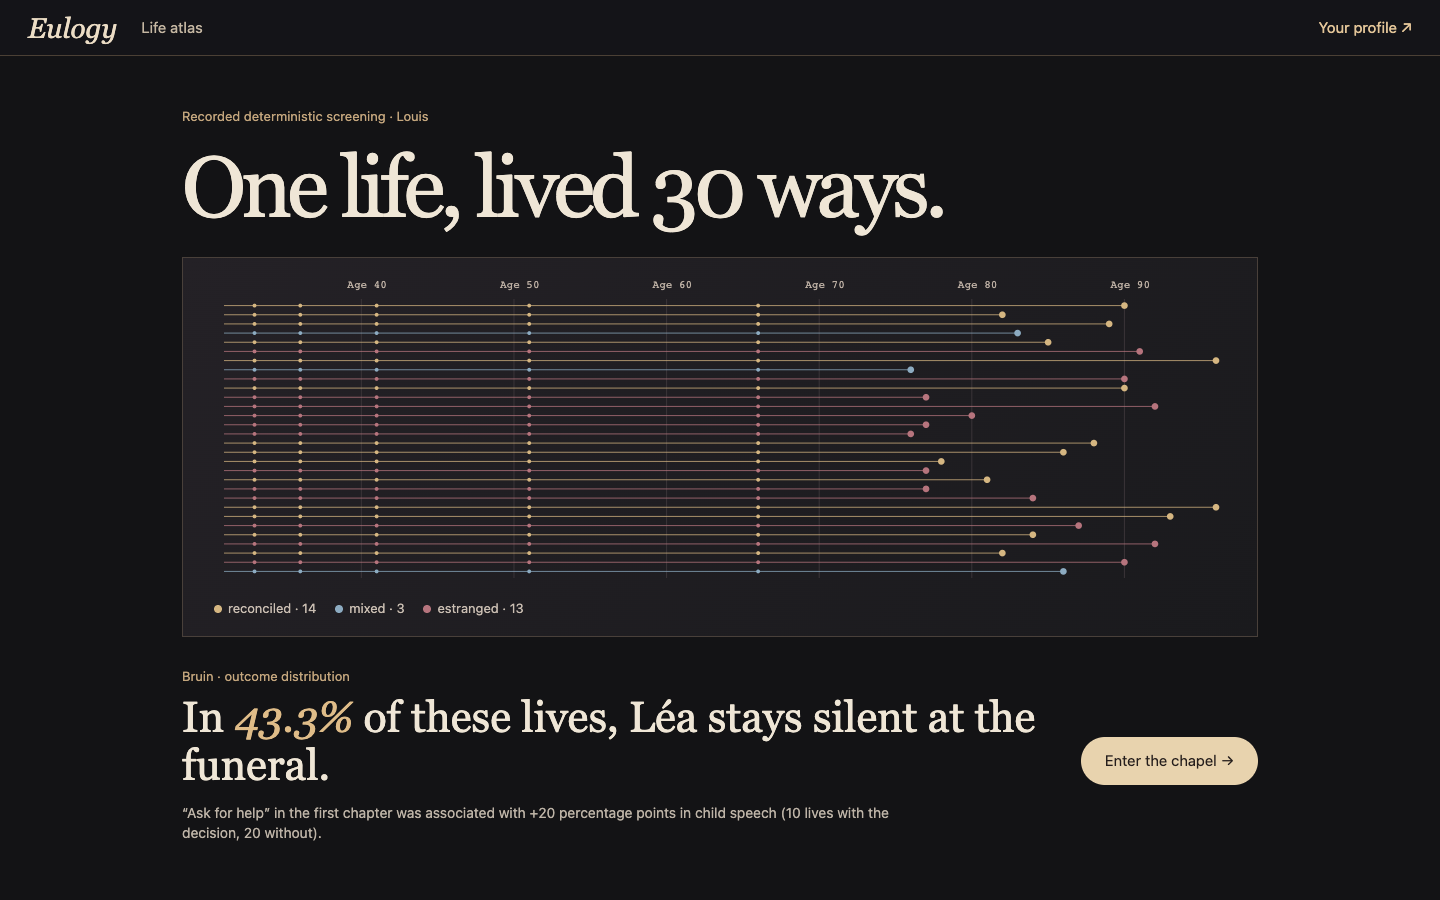 Eulogy
Life atlas
Your profile ↗
Recorded deterministic screening · Louis
One life, lived 30 ways.
Age 40
Age 50
Age 60
Age 70
Age 80
Age 90
reconciled · 14
mixed · 3
estranged · 13
Bruin · outcome distribution
In 43.3% of these lives, Léa stays silent at the
funeral.
Enter the chapel →
“Ask for help” in the first chapter was associated with +20 percentage points in child speech (10 lives with the
decision, 20 without).